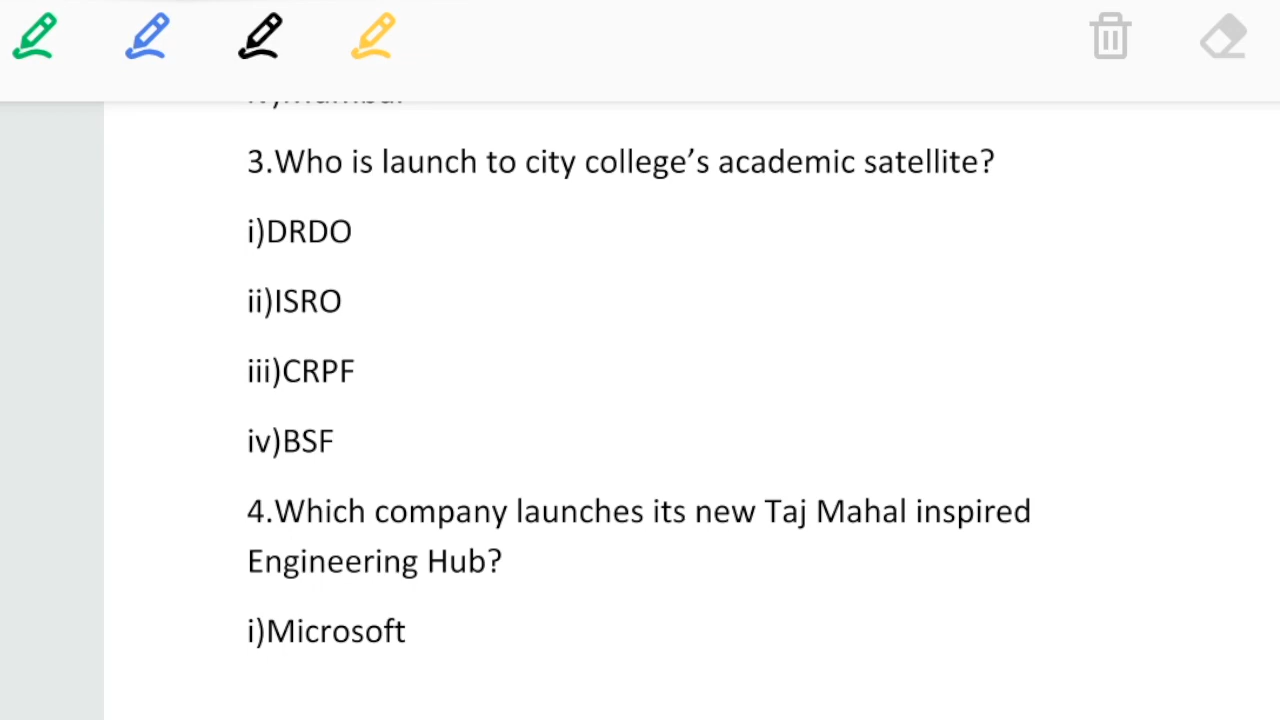 3.Who is launch to city college’s academic satellite?
i)DRDO
ii)ISRO
iii)CRPF
iv)BSF
4.Which company launches its new Taj Mahal inspired
Engineering Hub?
i)Microsoft